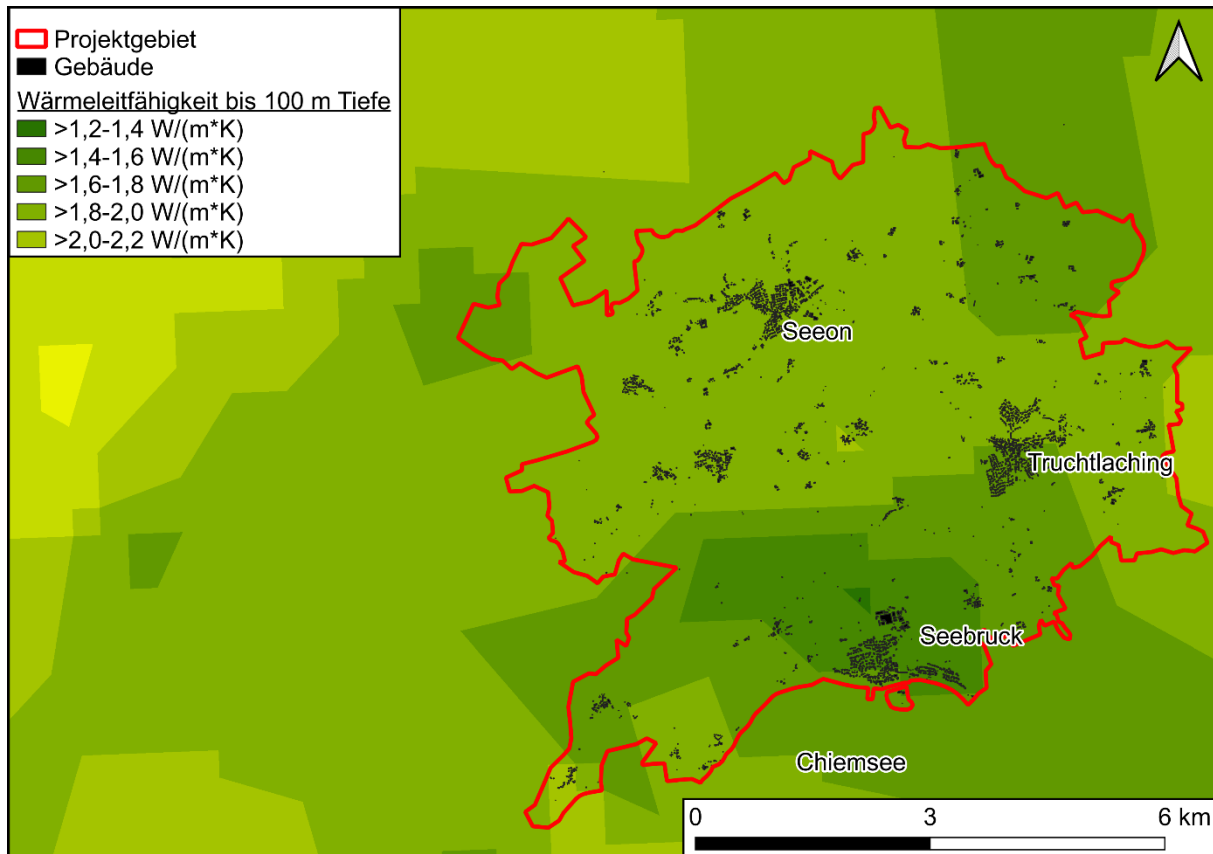 Projektgebiet
Gebäude
Wärmeleitfähigkeit bis 100 m Tiefe
>1,2-1,4 W/(m*K)
>1,4-1,6 W/(m*K)
>1,6-1,8 W/(m*K)
>1,8-2,0 W/(m*K)
>2,0-2,2 W/(m*K)
Seeon
Truchtlaching
Seebruck
Chiemsee
0 3 6 km